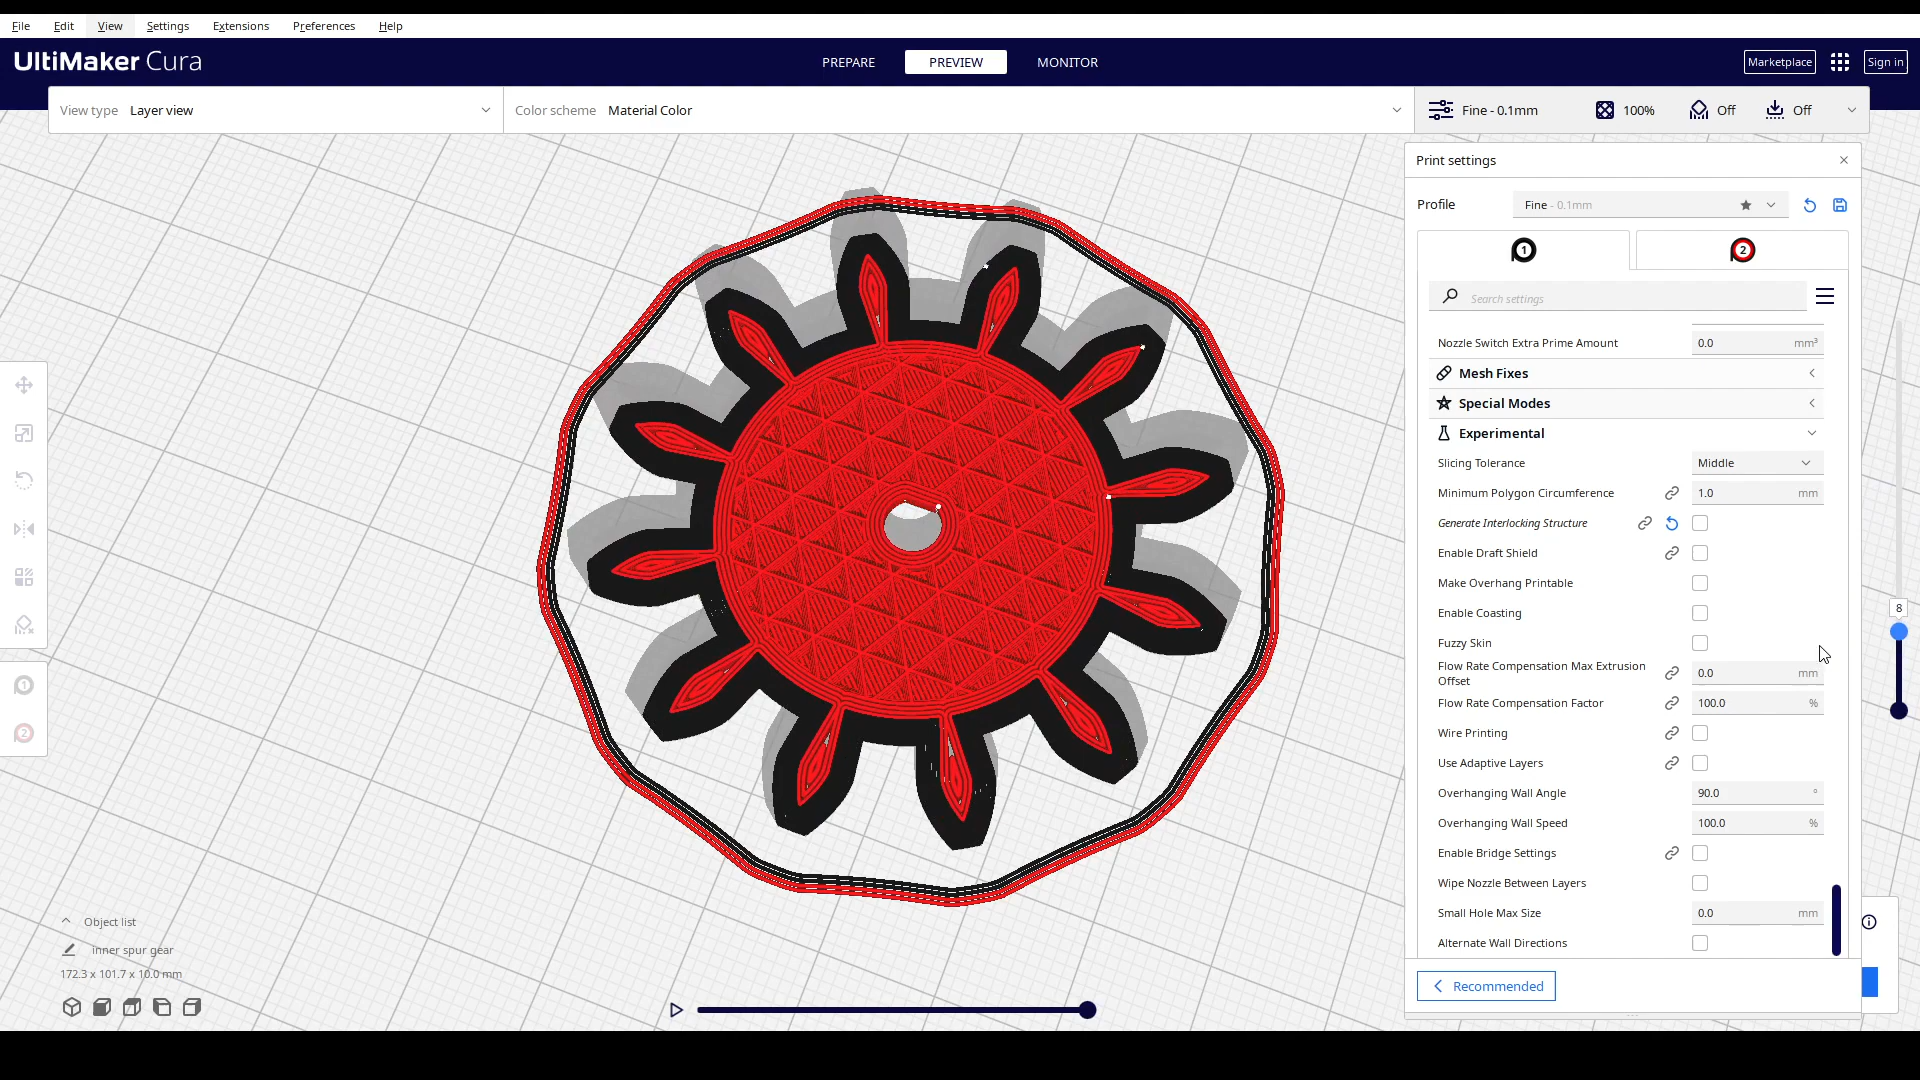 File Edit View Settings Extensions Preferences Help
UltiMaker Cura
PREPARE PREVIEW MONITOR
Marketplace Sign in
View type Layer view
Color scheme Material Color
Fine - 0.1mm 100% Off Off
Print settings
Profile Fine - 0.1mm
1 2
Search settings
Nozzle Switch Extra Prime Amount 0.0 mm³
Mesh Fixes
Special Modes
Experimental
Slicing Tolerance Middle
Minimum Polygon Circumference 1.0 mm
Generate Interlocking Structure
Enable Draft Shield
Make Overhang Printable
Enable Coasting
8
Fuzzy Skin
Flow Rate Compensation Max Extrusion
Offset 0.0 mm
Flow Rate Compensation Factor 100.0 %
Wire Printing
Use Adaptive Layers
Overhanging Wall Angle 90.0 °
Overhanging Wall Speed 100.0 %
Enable Bridge Settings
Wipe Nozzle Between Layers
Small Hole Max Size 0.0 mm
Alternate Wall Directions
Recommended
1
2
Object list
inner spur gear
172.3 x 101.7 x 10.0 mm